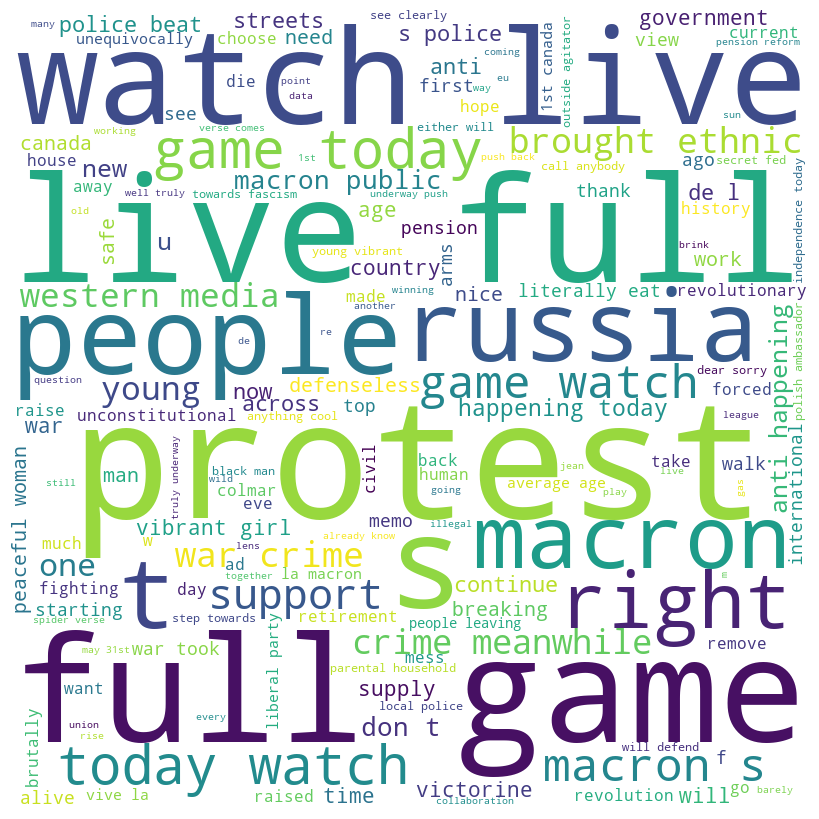 many
police beat
streets
see clearly
government
unequivocally
choose
need
s police
1st canada
outside agitator
current
view
pension reform
watch live
die
point
data
anti
coming
eu
way
first
see
hope
sun
working
verse comes
game today
either will
brought ethnic
canada
house
new
1st
push back
ago
secret fed
call anybody
macron public
away
well truly
towards fascism
underway push
thank
de l
history
independence today
live full
old
safe
u
age
young vibrant
pension
country
arms
brink
work
western media
made
winning
another
nice
literally eat
revolutionary
people
russia
de
re
question
young
now
defenseless
game watch
dear sorry
forced
polish ambassador
anti happening
raise
unconstitutional
across
anything cool
top
happening today
league
war
protest
peaceful woman
man
truly underway
black man
wild
colmar
civil
back
human
jean
going
live
play
average age
take
walk
gas
international
still
eve
memo
illegal
vibrant girl
already know
s
macron
much
w
war crime
one
t
ad
lens
together
la macron
continue
right
fighting
starting
day
support
breaking
m
spider verse
step towards
retirement
people leaving
may 31st
war took
full
liberal party
crime meanwhile
mess
remove
parental household
game
want
supply
local police
union
rise
every
don t
brutally
will defend
f
today watch
macron s
alive
vive la
raised
time
victorine
collaboration
revolution
will
go
barely